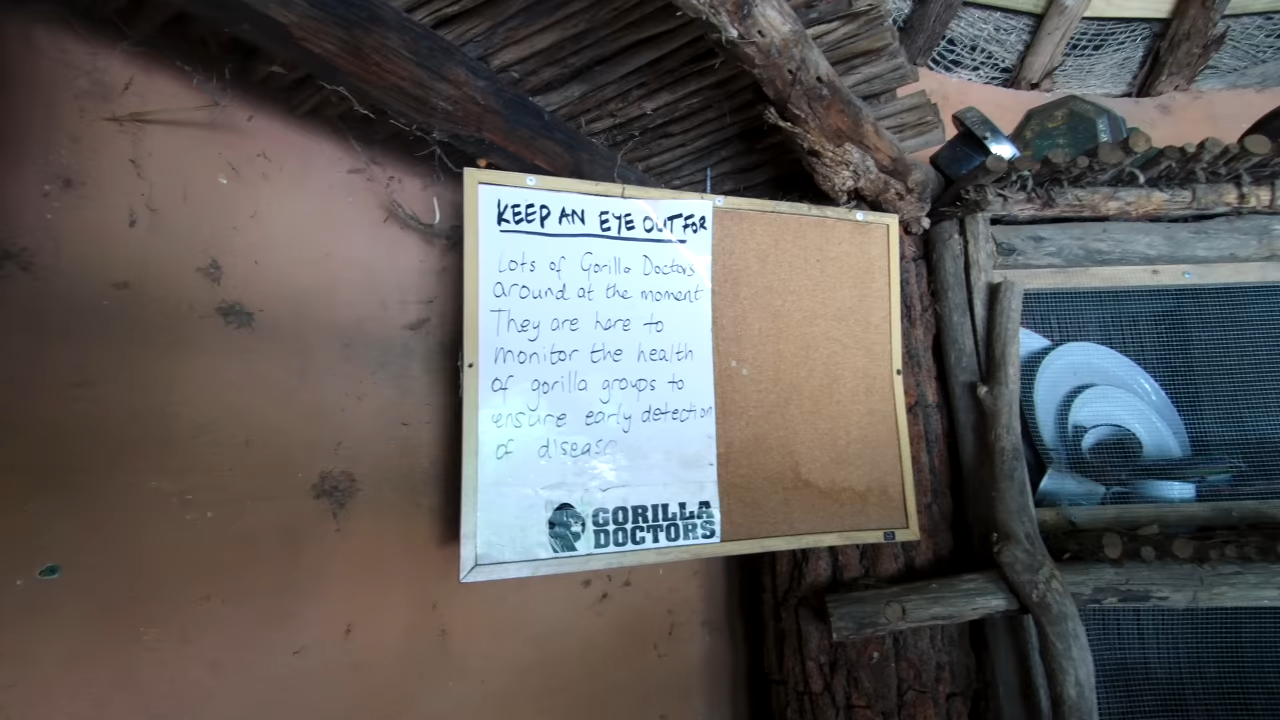 KEEP AN EYE OUT FOR
Lots of Gorilla Doctors
around at the moment
They are here to
monitor the health
of gorilla groups to
ensure early detection
of disease
GORILLA
DOCTORS